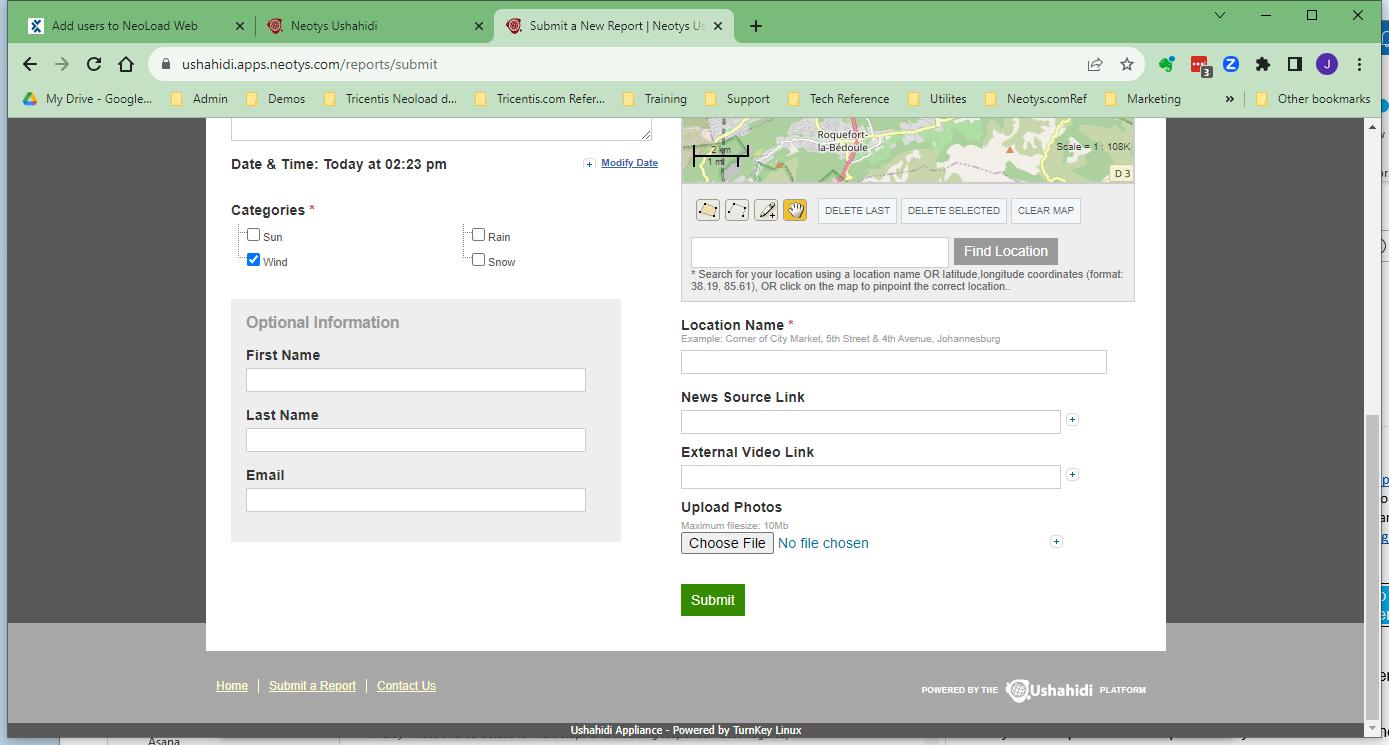 Add users to NeoLoad Web
Neotys Ushahidi
Submit a New Report | Neotys Us
ushahidi.apps.neotys.com/reports/submit
3
Z
J
My Drive - Google...
Admin
Demos
Tricentis Neoload d...
Tricentis.com Refer...
Training
Support
Tech Reference
Utilites
Neotys.comRef
Marketing
»
Other bookmarks
Roquefort-
la-Bédoule
2 km
1 mi
Scale = 1 : 108K
D 3
Date & Time: Today at 02:23 pm
Modify Date
DELETE LAST
DELETE SELECTED
CLEAR MAP
Categories *
Sun
Rain
Wind
Snow
Find Location
* Search for your location using a location name OR latitude,longitude coordinates (format:
38.19, 85.61), OR click on the map to pinpoint the correct location..
Optional Information
First Name
Last Name
Email
Location Name *
Example: Corner of City Market, 5th Street & 4th Avenue, Johannesburg
News Source Link
External Video Link
Upload Photos
Maximum filesize: 10Mb
Choose File No file chosen
Submit
Home
Submit a Report
Contact Us
POWERED BY THE Ushahidi PLATFORM
Ushahidi Appliance - Powered by TurnKey Linux
Asana